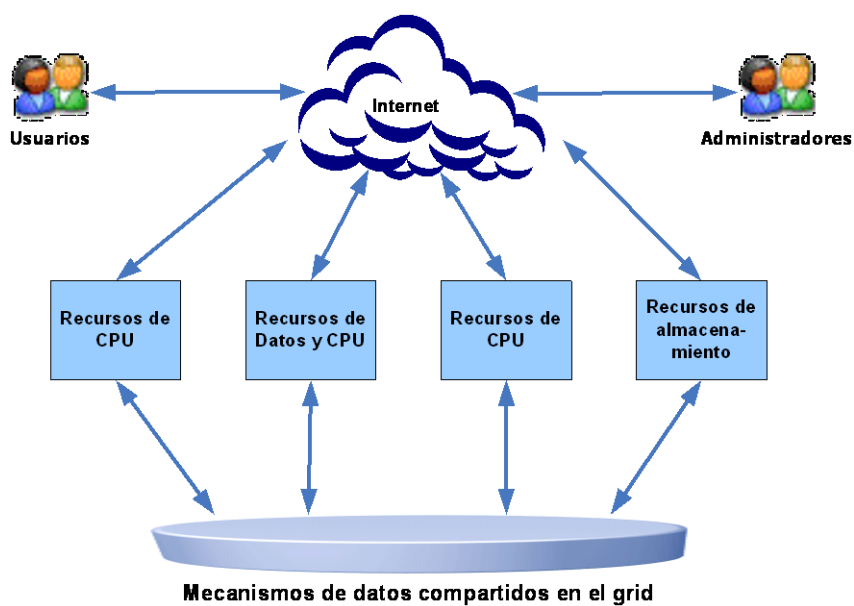 Internet
Usuarios
Administradores
Recursos de
CPU
Recursos de
Datos y CPU
Recursos de
CPU
Recursos de
almacena-
miento
Mecanismos de datos compartidos en el grid